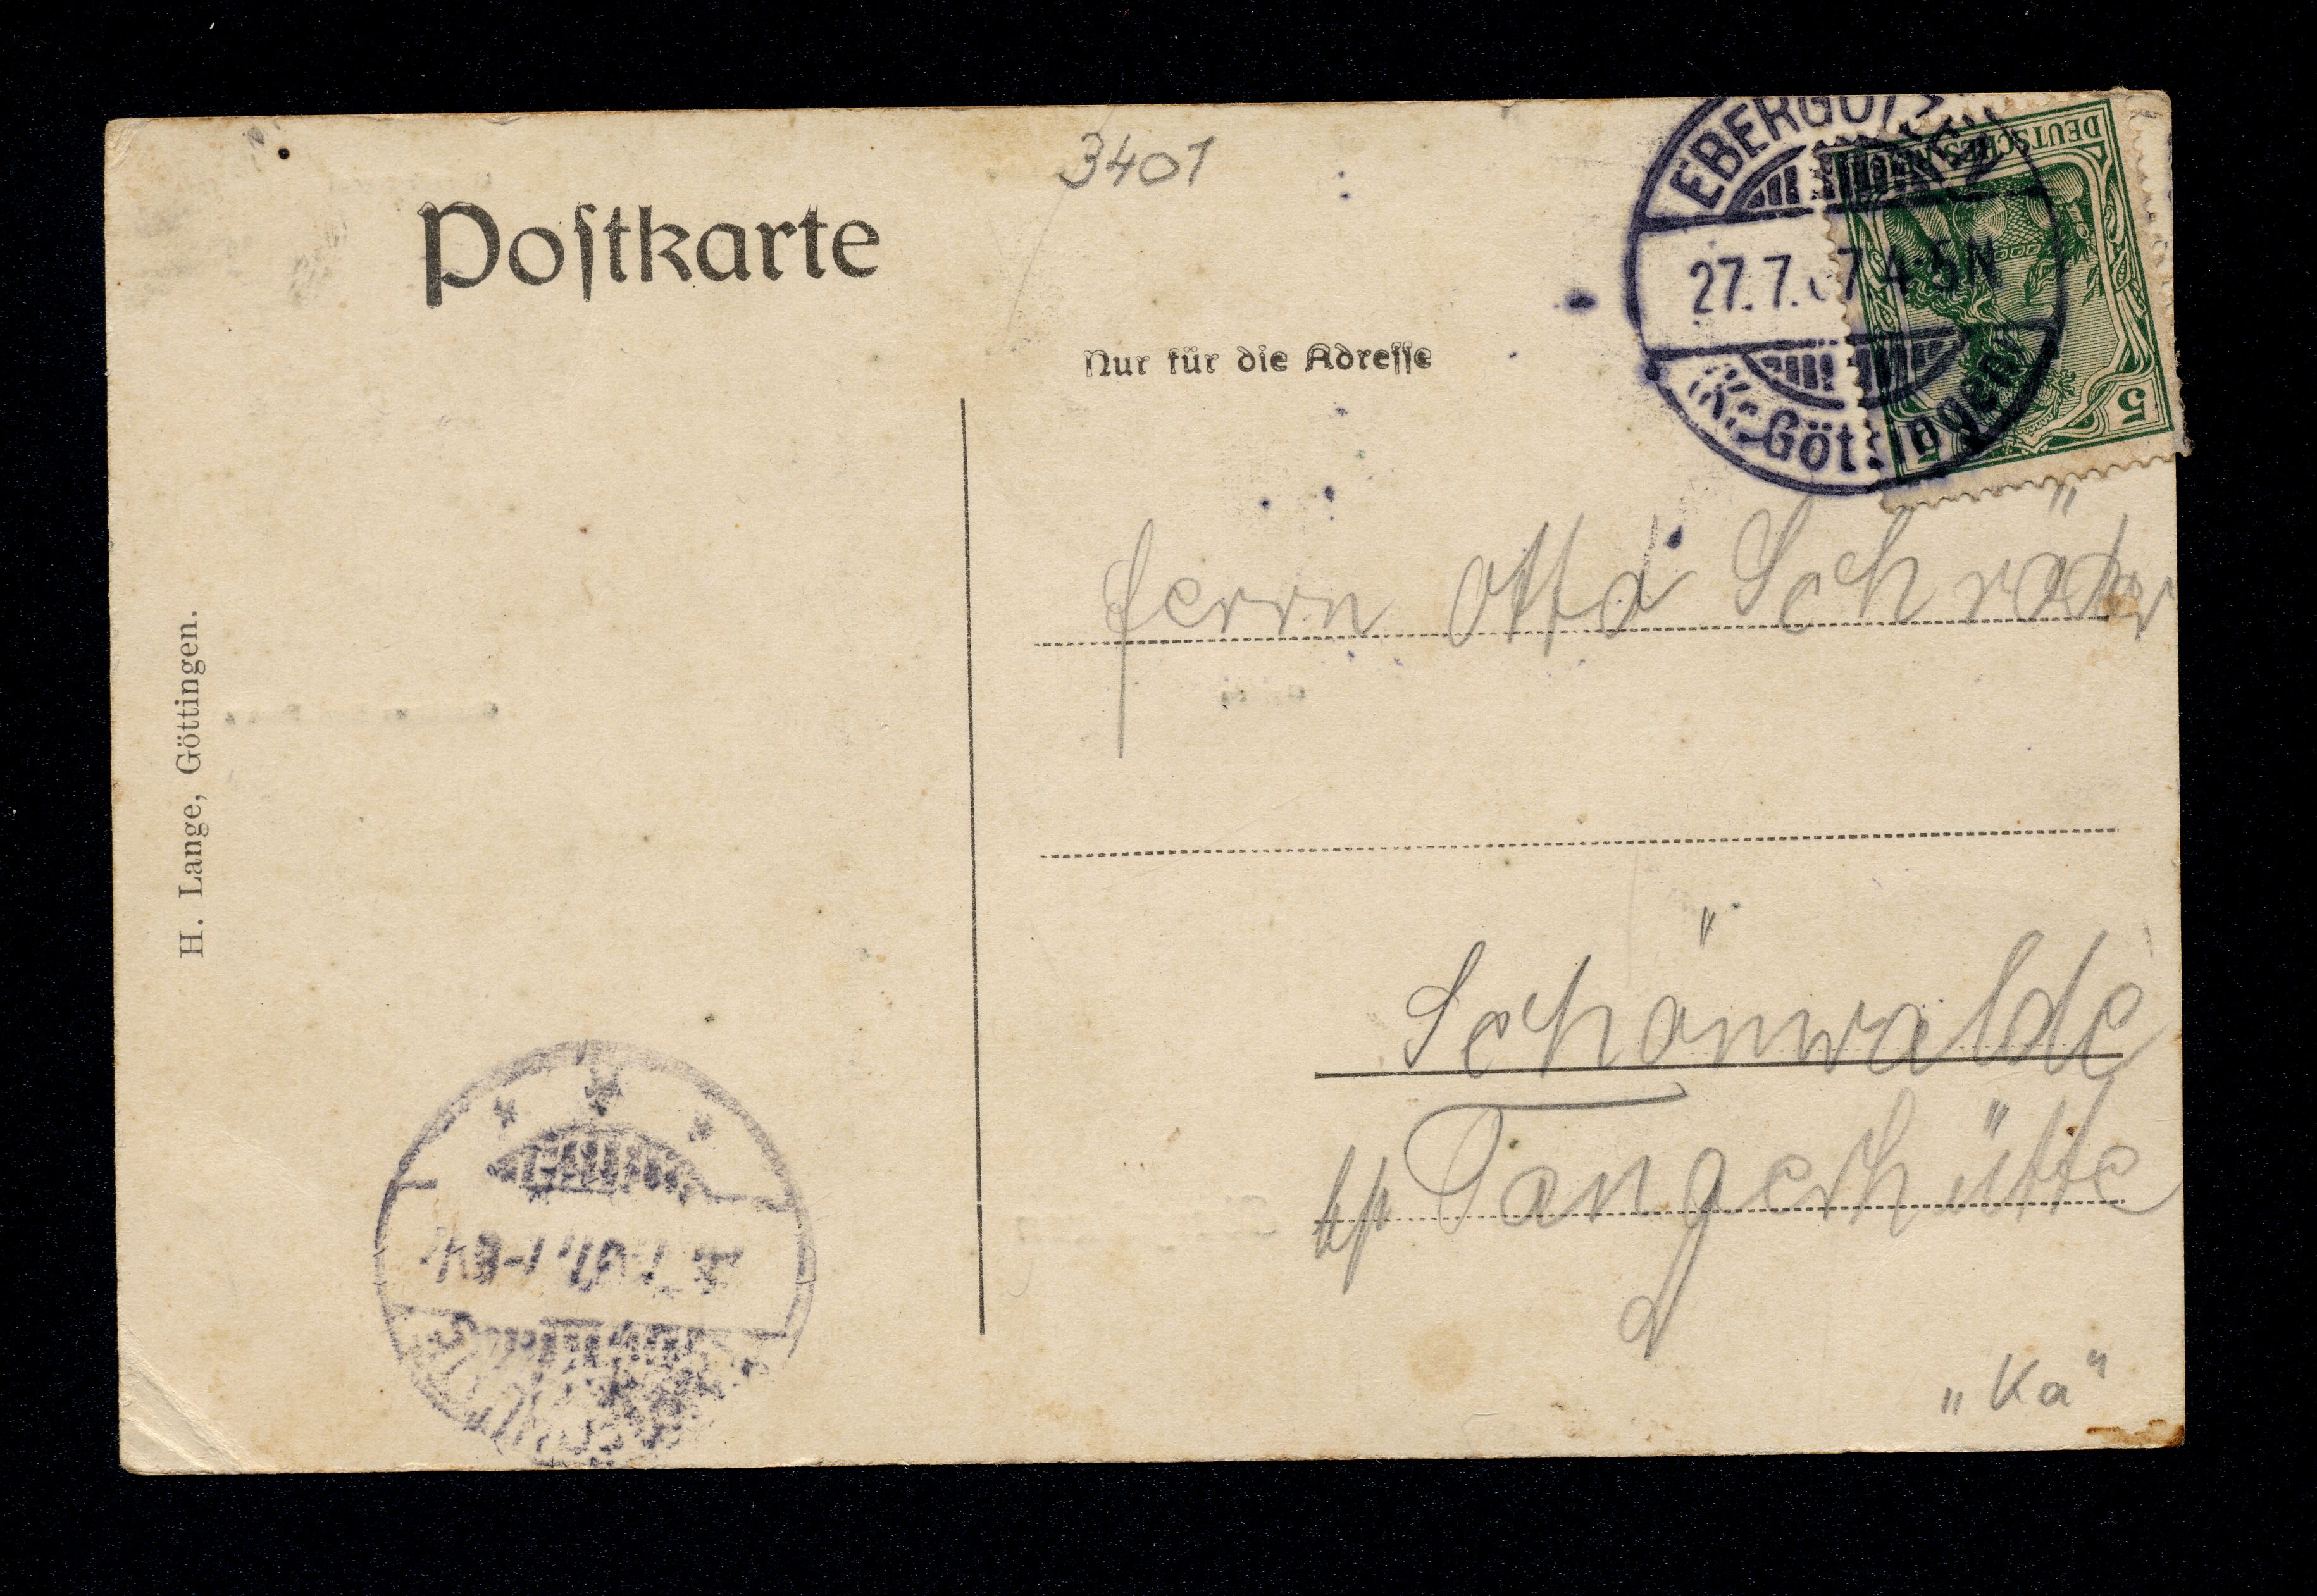 3401
Postkarte
Nur für die Adresse
EBERGÖTZEN
27.7.07. 4-5N
(Kr. Göttingen)
DEUTSCHES REICH
5
Herrn Otto Schräter
Schönwalde
b/ Tangerhütte
„Ka“
H. Lange, Göttingen.